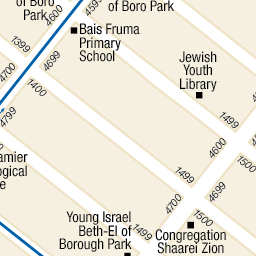 of Boro Park
of Boro
Park
4600
459
1399
4699
Bais Fruma
Primary
School
4700
1400
Jewish
Youth
Library
4799
1499
4600
1500
amier
ogical
e
1499
4699
4700
1500
Young Israel
Beth-El of
Borough Park
1499
Congregation
Shaarei Zion